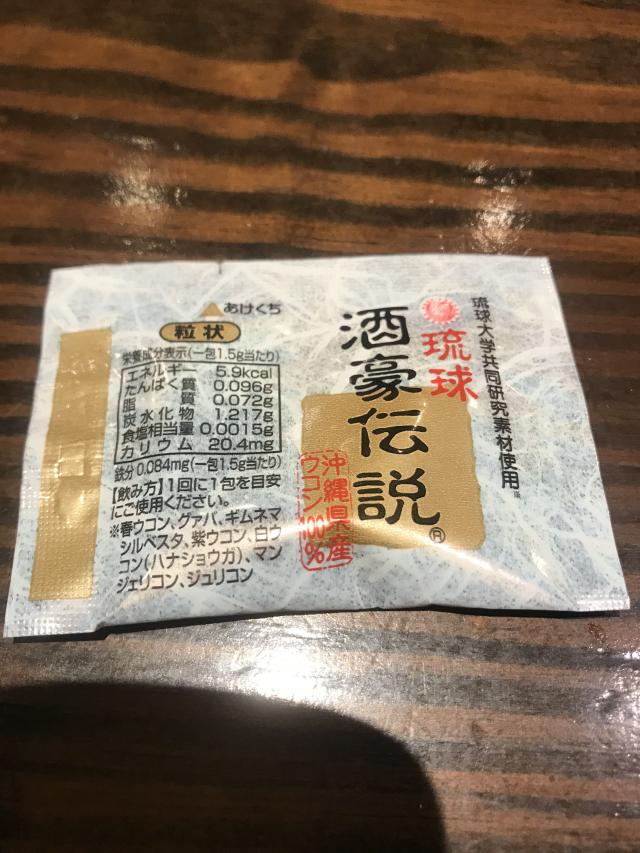 あけくち
粒状
栄養成分表示(一包1.5g当たり)
エネルギー 5.9kcal
たんぱく質 0.096g
脂質 0.072g
炭水化物 1.217g
食塩相当量 0.0015g
カリウム 20.4mg
鉄分0.084mg(一包1.5g当たり)
【飲み方】1回に1包を目安
にご使用ください。
※春ウコン、グァバ、ギムネマ
シルベスタ、紫ウコン、白ウ
コン(ハナショウガ)、マン
ジェリコン、ジュリコン
琉球大学共同研究素材使用※
琉球
酒豪伝説®
沖縄県産
ウコン100%